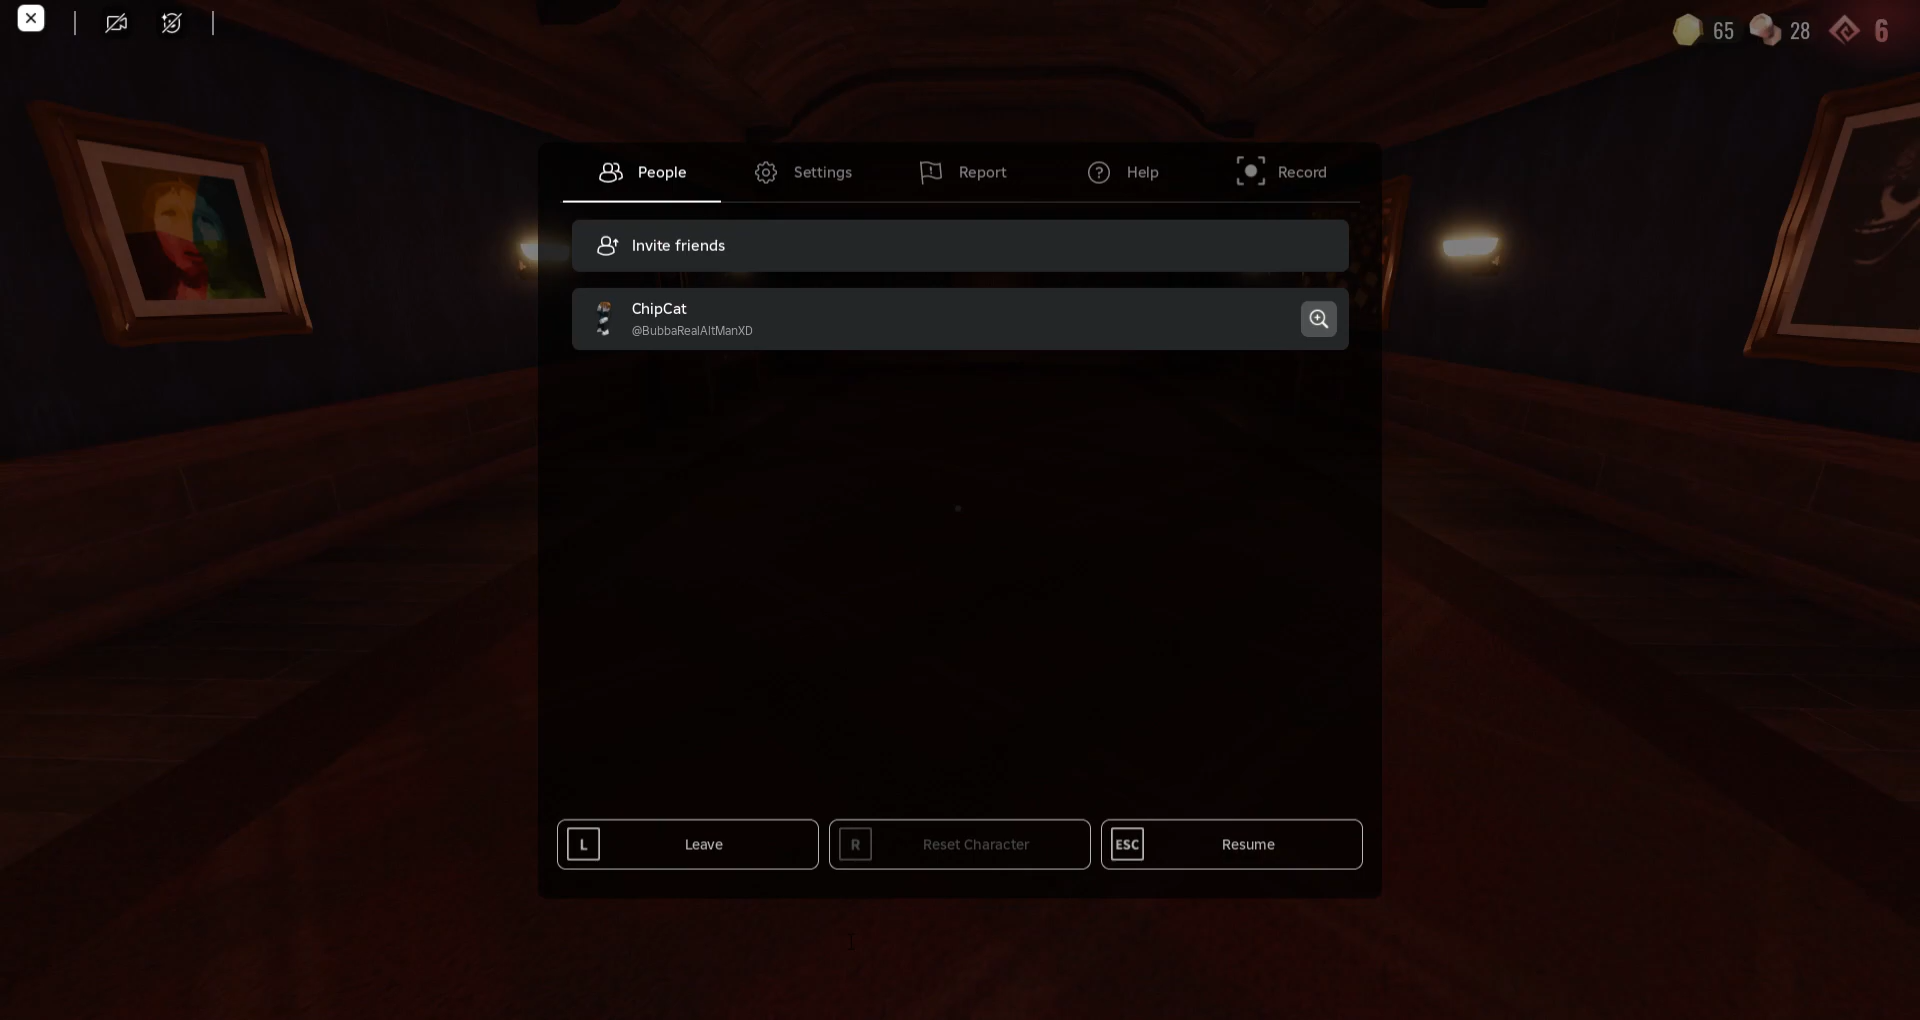 65 28 6
People Settings Report Help Record
Invite friends
ChipCat
@BubbaRealAltManXD
L Leave R Reset Character ESC Resume